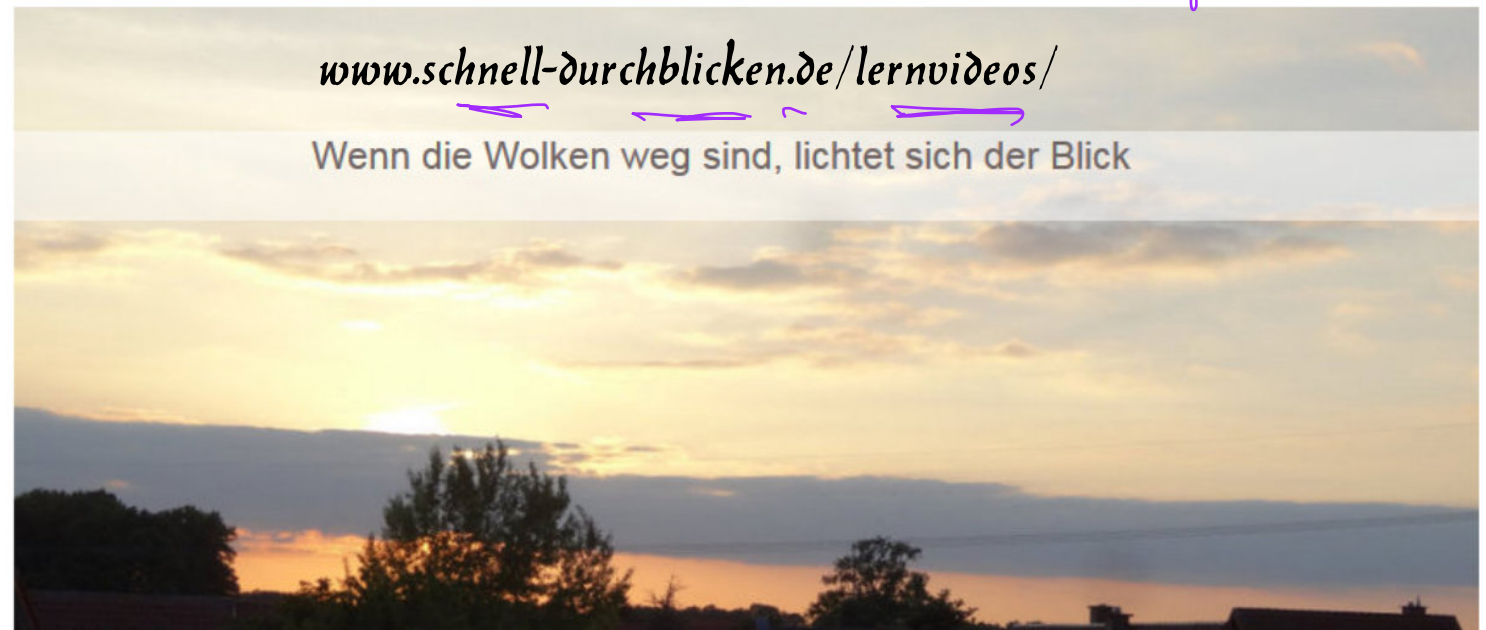 www.schnell-durchblicken.de/lernvideos/
Wenn die Wolken weg sind, lichtet sich der Blick